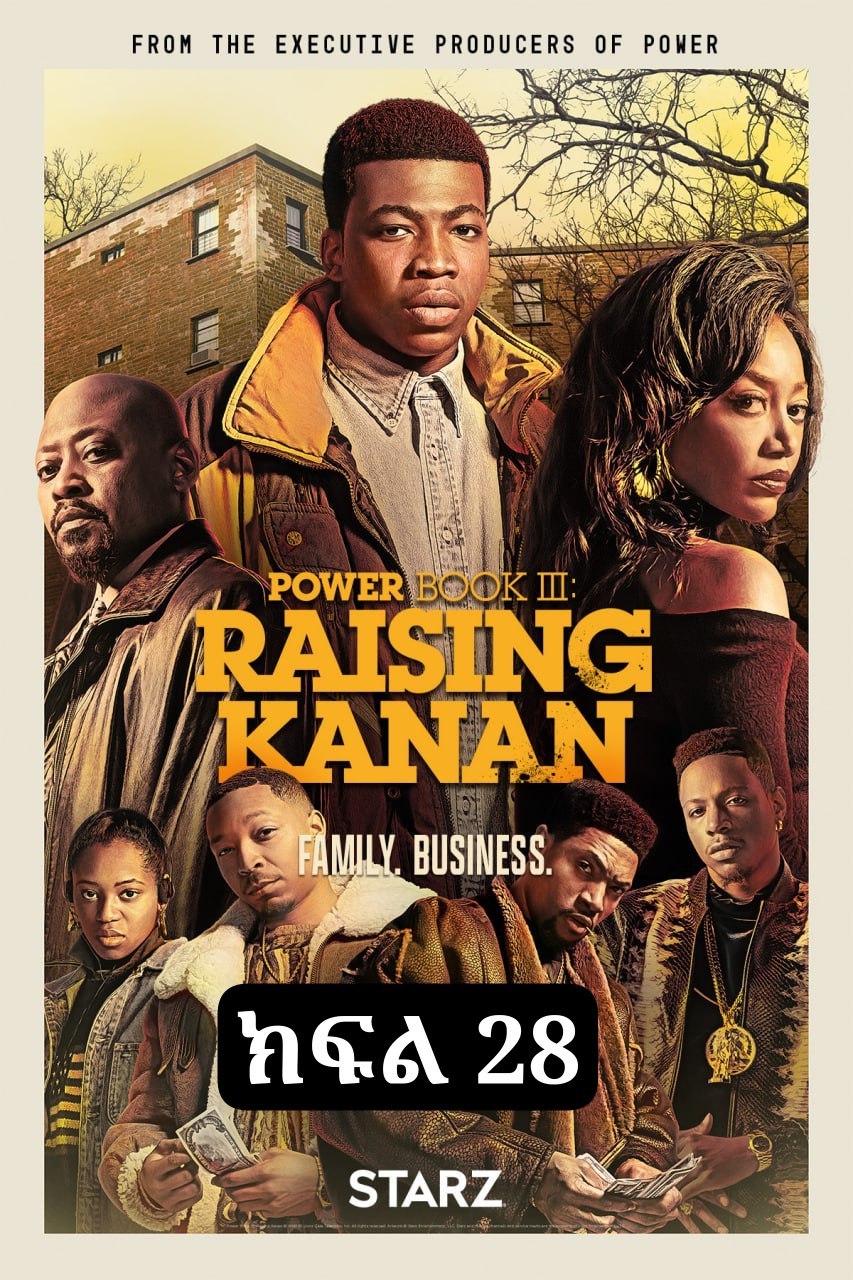 FROM THE EXECUTIVE PRODUCERS OF POWER
POWER BOOK III:
RAISING
KANAN
FAMILY. BUSINESS.
ክፍል 28
STARZ